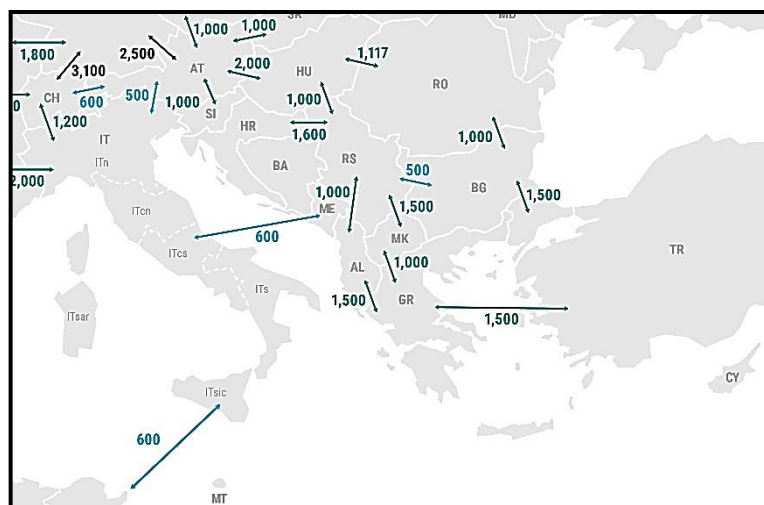 1,000
1,000
1,800
2,500
3,100
AT
2,000
HU
1,117
RO
CH
600
500
1,000
SI
1,000
1,200
HR
1,600
1,000
IT
ITn
BA
RS
500
2,000
1,000
BG
1,500
ITcn
ME
1,500
600
MK
TR
ITcs
AL
1,000
ITs
1,500
GR
1,500
ITsar
CY
ITsic
600
MT